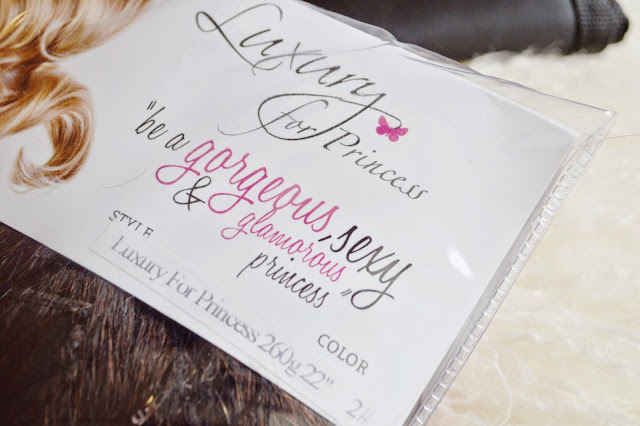 Luxury
for Princess
"be a gorgeous, sexy
& glamorous
princess"
STYLE
COLOR
Luxury For Princess 260g 22" 2#